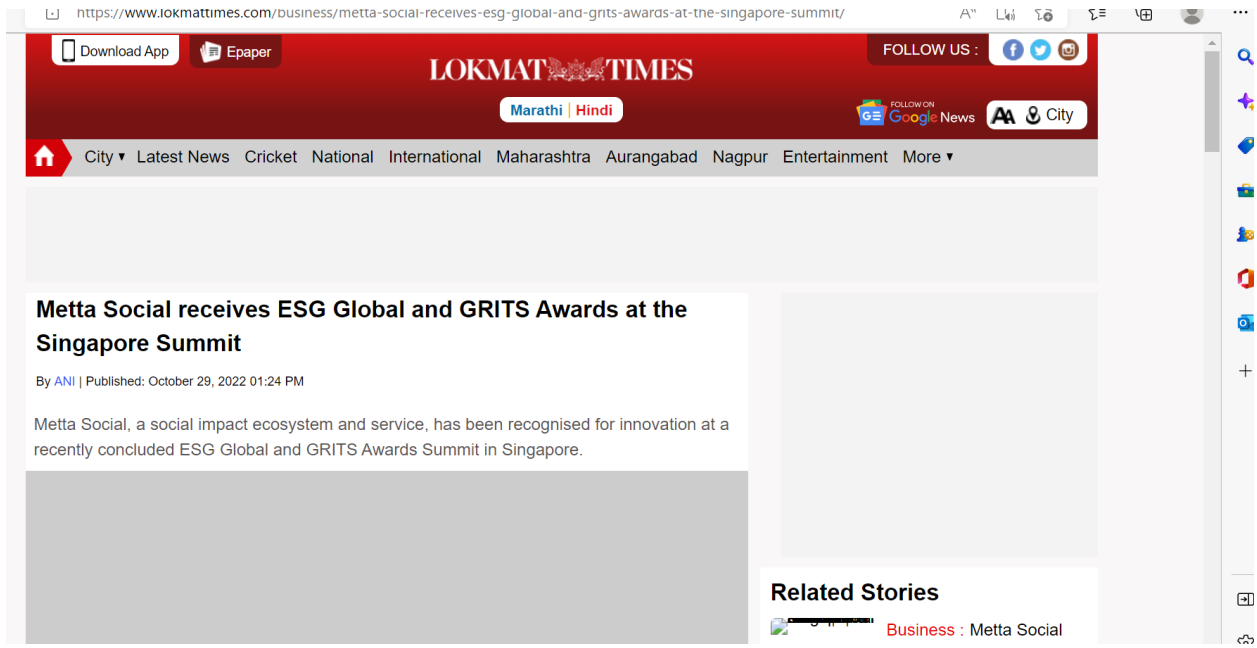 https://www.lokmattimes.com/business/metta-social-receives-esg-global-and-grits-awards-at-the-singapore-summit/
Download App
Epaper
LOKMAT TIMES
FOLLOW US :
Marathi | Hindi
FOLLOW ON
GE Google News
AA City
City ▾ Latest News Cricket National International Maharashtra Aurangabad Nagpur Entertainment More ▾
Metta Social receives ESG Global and GRITS Awards at the
Singapore Summit
By ANI | Published: October 29, 2022 01:24 PM
Metta Social, a social impact ecosystem and service, has been recognised for innovation at a
recently concluded ESG Global and GRITS Awards Summit in Singapore.
Related Stories
Business : Metta Social